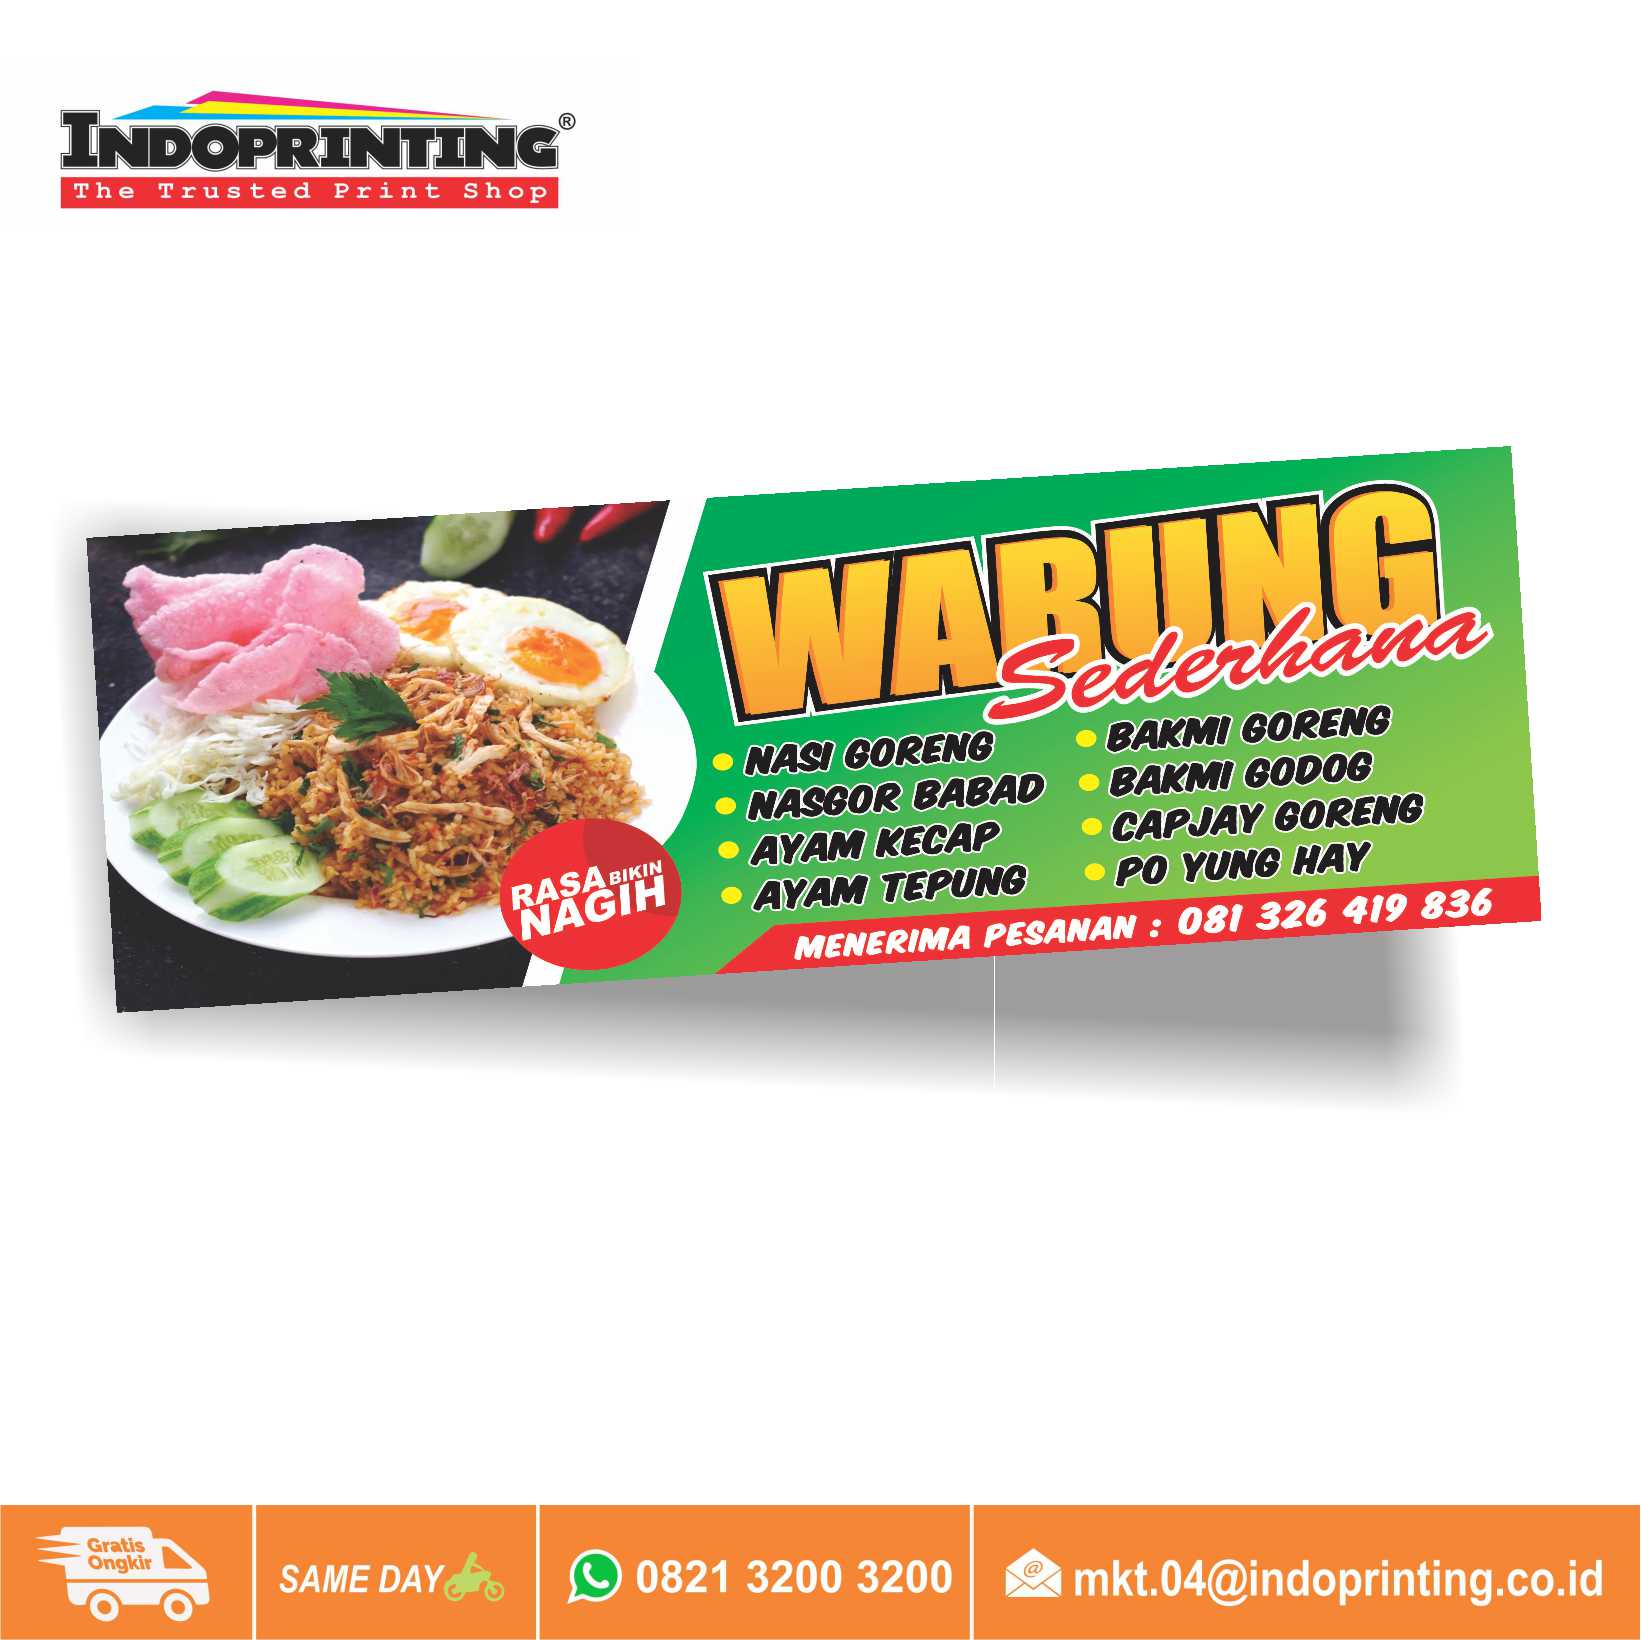 INDOPRINTING®
The Trusted Print Shop
WARUNG
Sederhana
NASI GORENG
NASGOR BABAD
AYAM KECAP
AYAM TEPUNG
BAKMI GORENG
BAKMI GODOG
CAPJAY GORENG
PO YUNG HAY
RASA BIKIN
NAGIH
MENERIMA PESANAN : 081 326 419 836
Gratis
Ongkir
SAME DAY
0821 3200 3200
@
mkt.04@indoprinting.co.id